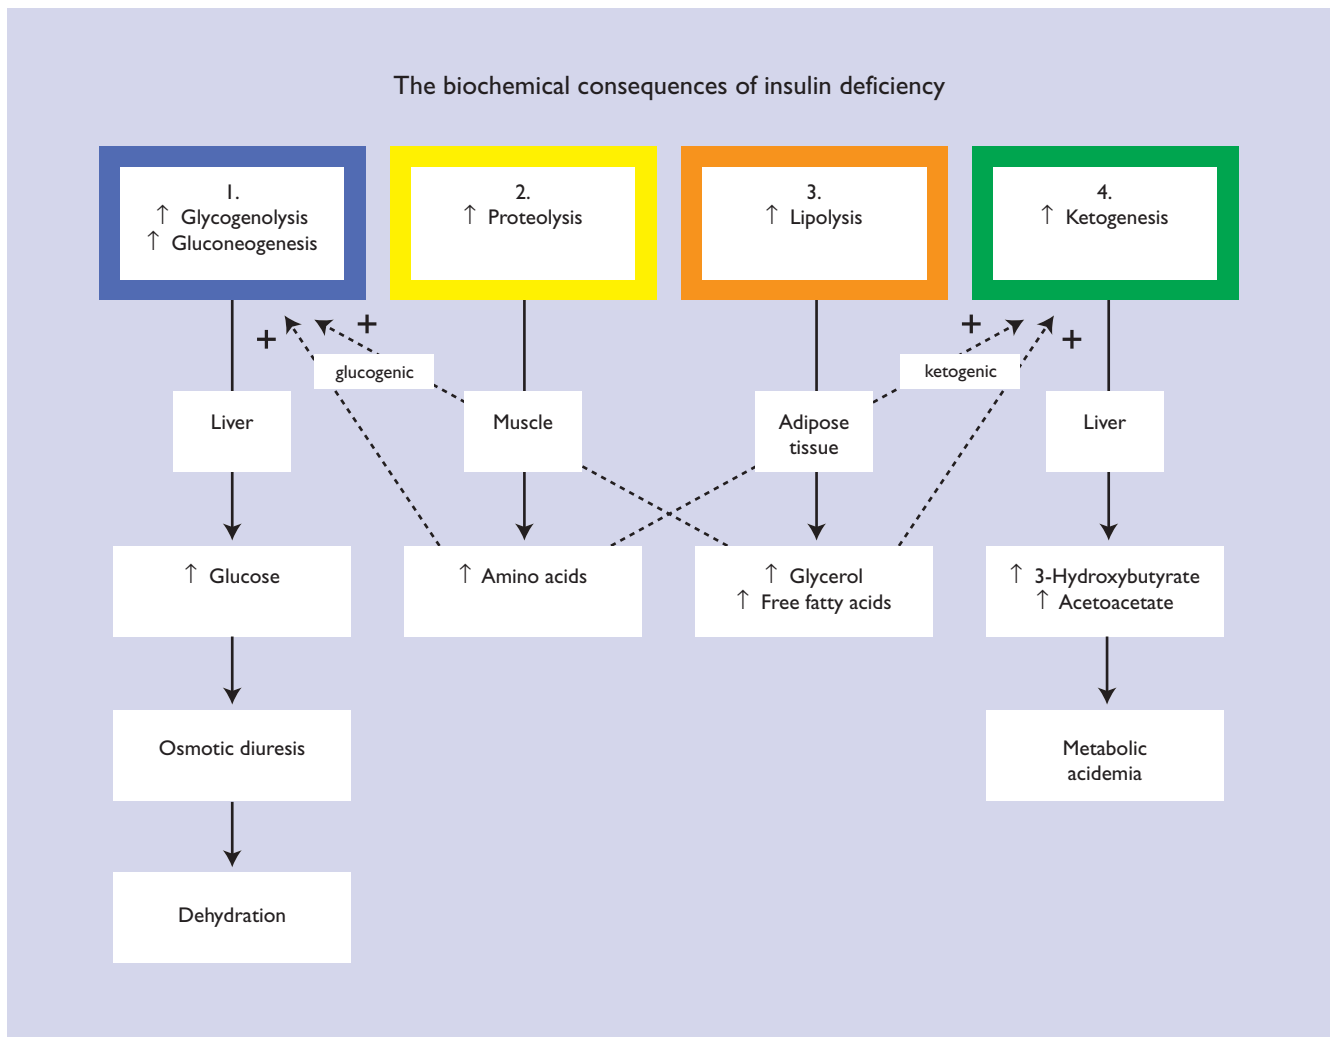 The biochemical consequences of insulin deficiency
1.
↑ Glycogenolysis
↑ Gluconeogenesis
2.
↑ Proteolysis
3.
↑ Lipolysis
4.
↑ Ketogenesis
+
+
+
+
glucogenic
ketogenic
Liver
Muscle
Adipose
tissue
Liver
↑ Glucose
↑ Amino acids
↑ Glycerol
↑ Free fatty acids
↑ 3-Hydroxybutyrate
↑ Acetoacetate
Osmotic diuresis
Metabolic
acidemia
Dehydration